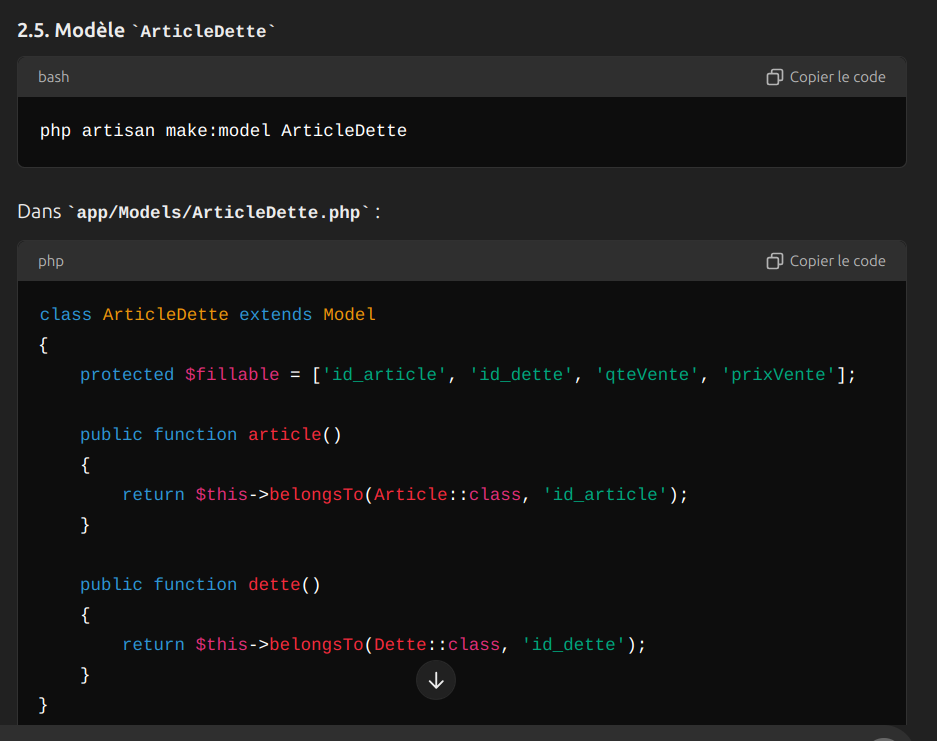 2.5. Modèle `ArticleDette`
bash
Copier le code
php artisan make:model ArticleDette
Dans `app/Models/ArticleDette.php` :
php
Copier le code
class ArticleDette extends Model
{
    protected $fillable = ['id_article', 'id_dette', 'qteVente', 'prixVente'];
    public function article()
    {
        return $this->belongsTo(Article::class, 'id_article');
    }
    public function dette()
    {
        return $this->belongsTo(Dette::class, 'id_dette');
    }
}